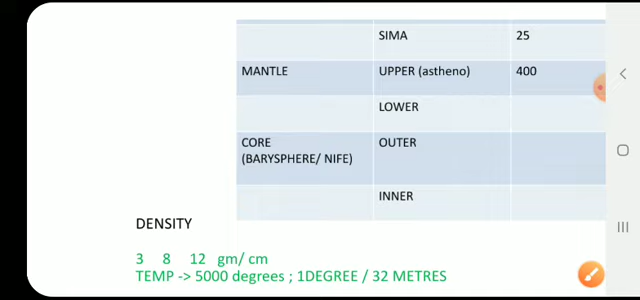 SIMA 25
MANTLE UPPER (astheno) 400
LOWER
CORE OUTER
(BARYSPHERE/ NIFE)
INNER
DENSITY
3 8 12 gm/ cm
TEMP -> 5000 degrees ; 1DEGREE / 32 METRES